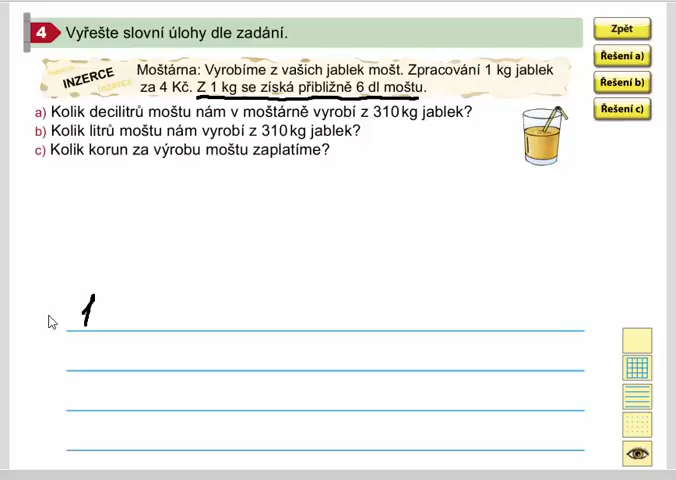 4 Vyřešte slovní úlohy dle zadání.
Zpět
Řešení a)
Řešení b)
Řešení c)
INZERCE
Moštárna: Vyrobíme z vašich jablek mošt. Zpracování 1 kg jablek
za 4 Kč. Z 1 kg se získá přibližně 6 dl moštu.
a) Kolik decilitrů moštu nám v moštárně vyrobí z 310 kg jablek?
b) Kolik litrů moštu nám vyrobí z 310 kg jablek?
c) Kolik korun za výrobu moštu zaplatíme?
1